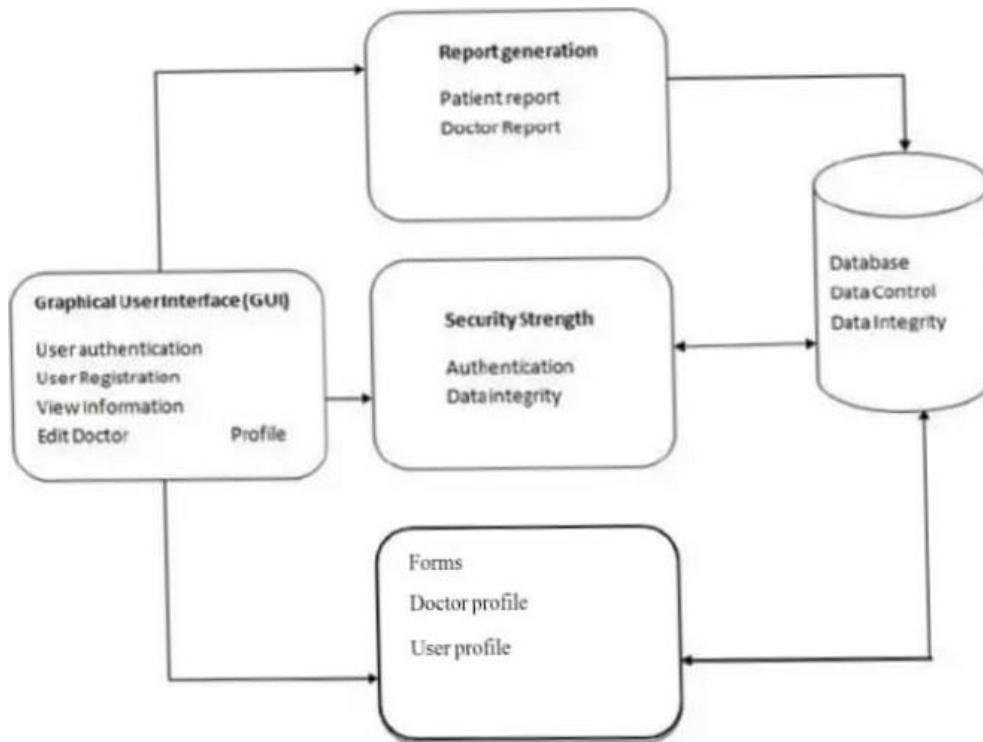 Report generation
Patient report
Doctor Report
Graphical User Interface (GUI)
User authentication
User Registration
View Information
Edit Doctor Profile
Security Strength
Authentication
Data integrity
Database
Data Control
Data Integrity
Forms
Doctor profile
User profile